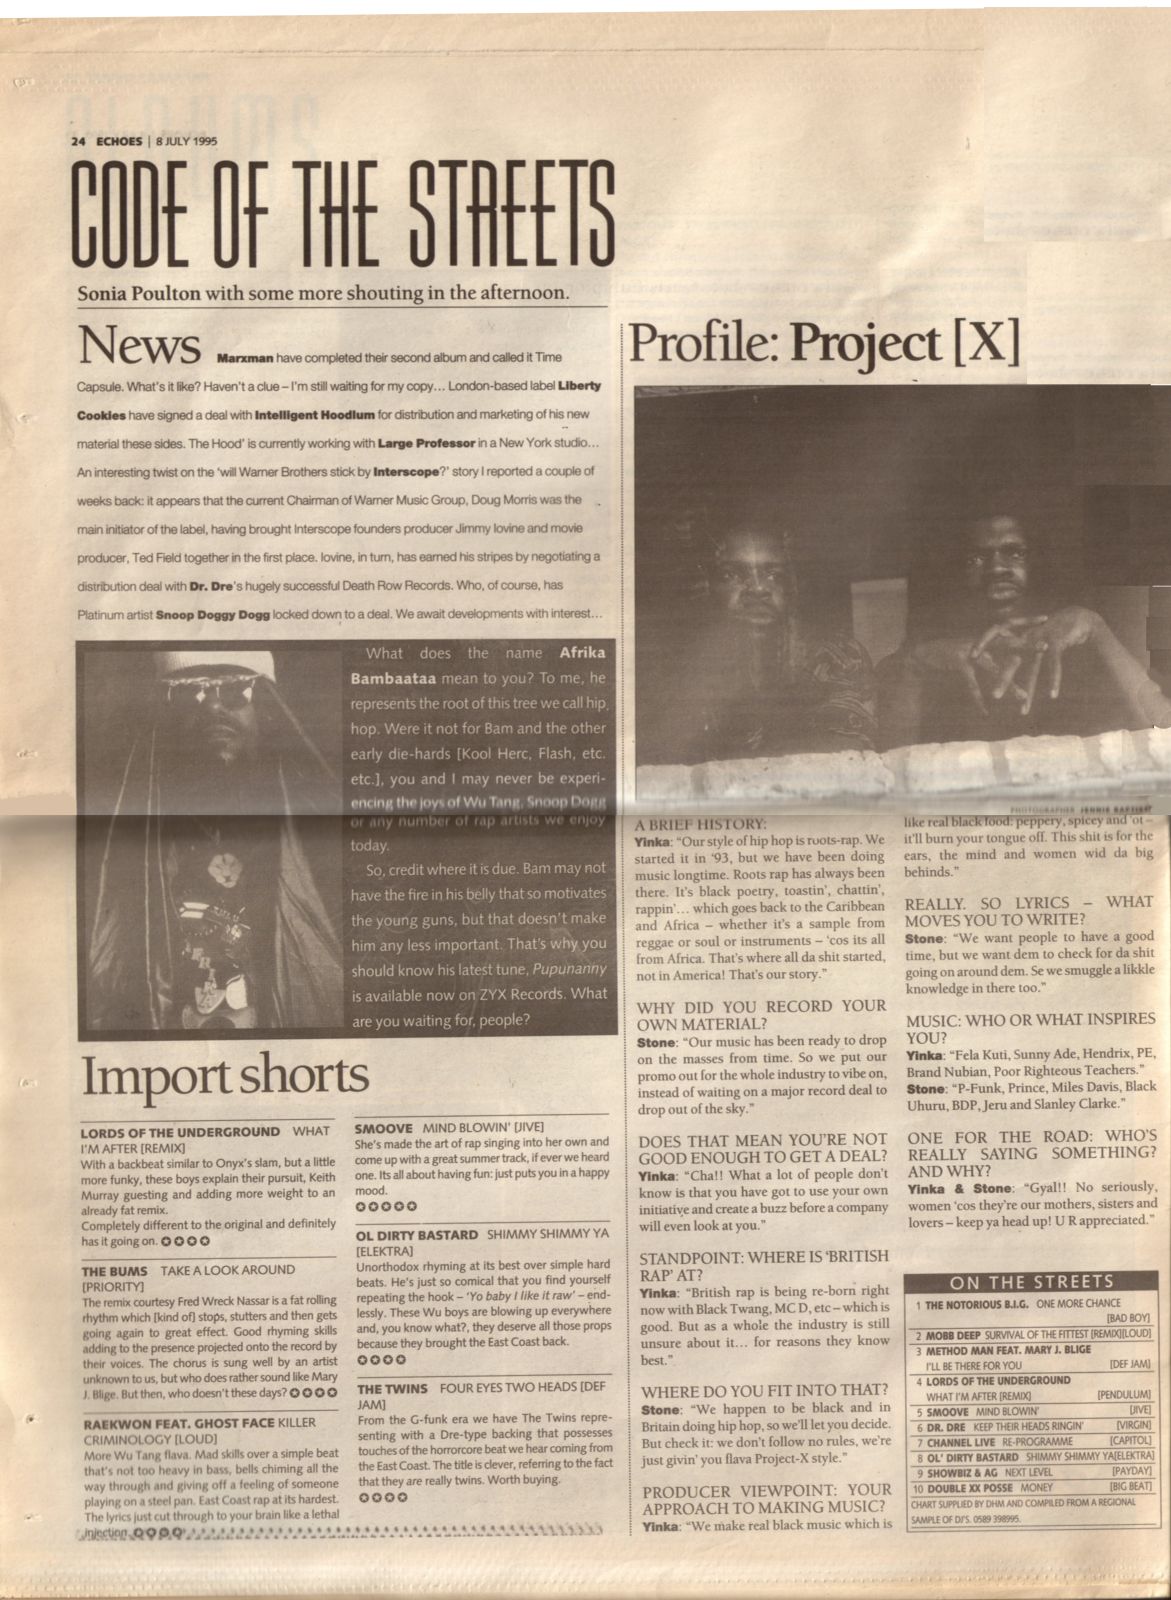 24 ECHOES | 8 JULY 1995
CODE OF THE STREETS
Sonia Poulton with some more shouting in the afternoon.
News Marxman have completed their second album and called it Time
Capsule. What's it like? Haven't a clue – I'm still waiting for my copy... London-based label Liberty
Cookies have signed a deal with Intelligent Hoodlum for distribution and marketing of his new
material these sides. The Hood' is currently working with Large Professor in a New York studio...
An interesting twist on the 'will Warner Brothers stick by Interscope?' story I reported a couple of
weeks back: it appears that the current Chairman of Warner Music Group, Doug Morris was the
main initiator of the label, having brought Interscope founders producer Jimmy Iovine and movie
producer, Ted Field together in the first place. Iovine, in turn, has earned his stripes by negotiating a
distribution deal with Dr. Dre's hugely successful Death Row Records. Who, of course, has
Platinum artist Snoop Doggy Dogg locked down to a deal. We await developments with interest...
What does the name Afrika
Bambaataa mean to you? To me, he
represents the root of this tree we call hip
hop. Were it not for Bam and the other
early die-hards [Kool Herc, Flash, etc.
etc.], you and I may never be experi-
encing the joys of Wu Tang, Snoop Dogg
or any number of rap artists we enjoy
today.
So, credit where it is due. Bam may not
have the fire in his belly that so motivates
the young guns, but that doesn't make
him any less important. That's why you
should know his latest tune, Pupunanny
is available now on ZYX Records. What
are you waiting for, people?
Import shorts
LORDS OF THE UNDERGROUND WHAT
I'M AFTER [REMIX]
With a backbeat similar to Onyx's slam, but a little
more funky, these boys explain their pursuit, Keith
Murray guesting and adding more weight to an
already fat remix.
Completely different to the original and definitely
has it going on. ✪✪✪✪
THE BUMS TAKE A LOOK AROUND
[PRIORITY]
The remix courtesy Fred Wreck Nassar is a fat rolling
rhythm which [kind of] stops, stutters and then gets
going again to great effect. Good rhyming skills
adding to the presence projected onto the record by
their voices. The chorus is sung well by an artist
unknown to us, but who does rather sound like Mary
J. Blige. But then, who doesn't these days? ✪✪✪✪
RAEKWON FEAT. GHOST FACE KILLER
CRIMINOLOGY [LOUD]
More Wu Tang flava. Mad skills over a simple beat
that's not too heavy in bass, bells chiming all the
way through and giving off a feeling of someone
playing on a steel pan. East Coast rap at its hardest.
The lyrics just cut through to your brain like a lethal
injection. ✪✪✪✪
SMOOVE MIND BLOWIN' [JIVE]
She's made the art of rap singing into her own and
come up with a great summer track, if ever we heard
one. Its all about having fun: just puts you in a happy
mood.
✪✪✪✪✪
OL DIRTY BASTARD SHIMMY SHIMMY YA
[ELEKTRA]
Unorthodox rhyming at its best over simple hard
beats. He's just so comical that you find yourself
repeating the hook – 'Yo baby I like it raw' – end-
lessly. These Wu boys are blowing up everywhere
and, you know what?, they deserve all those props
because they brought the East Coast back.
✪✪✪✪
THE TWINS FOUR EYES TWO HEADS [DEF
JAM]
From the G-funk era we have The Twins repre-
senting with a Dre-type backing that possesses
touches of the horrorcore beat we hear coming from
the East Coast. The title is clever, referring to the fact
that they are really twins. Worth buying.
✪✪✪✪
Profile: Project [X]
PHOTOGRAPHER JENNIE BAPTISTE
A BRIEF HISTORY:
Yinka: "Our style of hip hop is roots-rap. We
started it in '93, but we have been doing
music longtime. Roots rap has always been
there. It's black poetry, toastin', chattin',
rappin'... which goes back to the Caribbean
and Africa – whether it's a sample from
reggae or soul or instruments – 'cos its all
from Africa. That's where all da shit started,
not in America! That's our story."
WHY DID YOU RECORD YOUR
OWN MATERIAL?
Stone: "Our music has been ready to drop
on the masses from time. So we put our
promo out for the whole industry to vibe on,
instead of waiting on a major record deal to
drop out of the sky."
DOES THAT MEAN YOU'RE NOT
GOOD ENOUGH TO GET A DEAL?
Yinka: "Cha!! What a lot of people don't
know is that you have got to use your own
initiative and create a buzz before a company
will even look at you."
STANDPOINT: WHERE IS 'BRITISH
RAP' AT?
Yinka: "British rap is being re-born right
now with Black Twang, MC D, etc – which is
good. But as a whole the industry is still
unsure about it... for reasons they know
best."
WHERE DO YOU FIT INTO THAT?
Stone: "We happen to be black and in
Britain doing hip hop, so we'll let you decide.
But check it: we don't follow no rules, we're
just givin' you flava Project-X style."
PRODUCER VIEWPOINT: YOUR
APPROACH TO MAKING MUSIC?
Yinka: "We make real black music which is
like real black food: peppery, spicey and 'ot –
it'll burn your tongue off. This shit is for the
ears, the mind and women wid da big
behinds."
REALLY. SO LYRICS – WHAT
MOVES YOU TO WRITE?
Stone: "We want people to have a good
time, but we want dem to check for da shit
going on around dem. Se we smuggle a likkle
knowledge in there too."
MUSIC: WHO OR WHAT INSPIRES
YOU?
Yinka: "Fela Kuti, Sunny Ade, Hendrix, PE,
Brand Nubian, Poor Righteous Teachers."
Stone: "P-Funk, Prince, Miles Davis, Black
Uhuru, BDP, Jeru and Slanley Clarke."
ONE FOR THE ROAD: WHO'S
REALLY SAYING SOMETHING?
AND WHY?
Yinka & Stone: "Gyal!! No seriously,
women 'cos they're our mothers, sisters and
lovers – keep ya head up! U R appreciated."
ON THE STREETS
1 THE NOTORIOUS B.I.G. ONE MORE CHANCE
[BAD BOY]
2 MOBB DEEP SURVIVAL OF THE FITTEST [REMIX][LOUD]
3 METHOD MAN FEAT. MARY J. BLIGE
I'LL BE THERE FOR YOU [DEF JAM]
4 LORDS OF THE UNDERGROUND
WHAT I'M AFTER [REMIX] [PENDULUM]
5 SMOOVE MIND BLOWIN' [JIVE]
6 DR. DRE KEEP THEIR HEADS RINGIN' [VIRGIN]
7 CHANNEL LIVE RE-PROGRAMME [CAPITOL]
8 OL' DIRTY BASTARD SHIMMY SHIMMY YA[ELEKTRA]
9 SHOWBIZ & AG NEXT LEVEL [PAYDAY]
10 DOUBLE XX POSSE MONEY [BIG BEAT]
CHART SUPPLIED BY DHM AND COMPILED FROM A REGIONAL
SAMPLE OF DJ'S. 0589 398995.